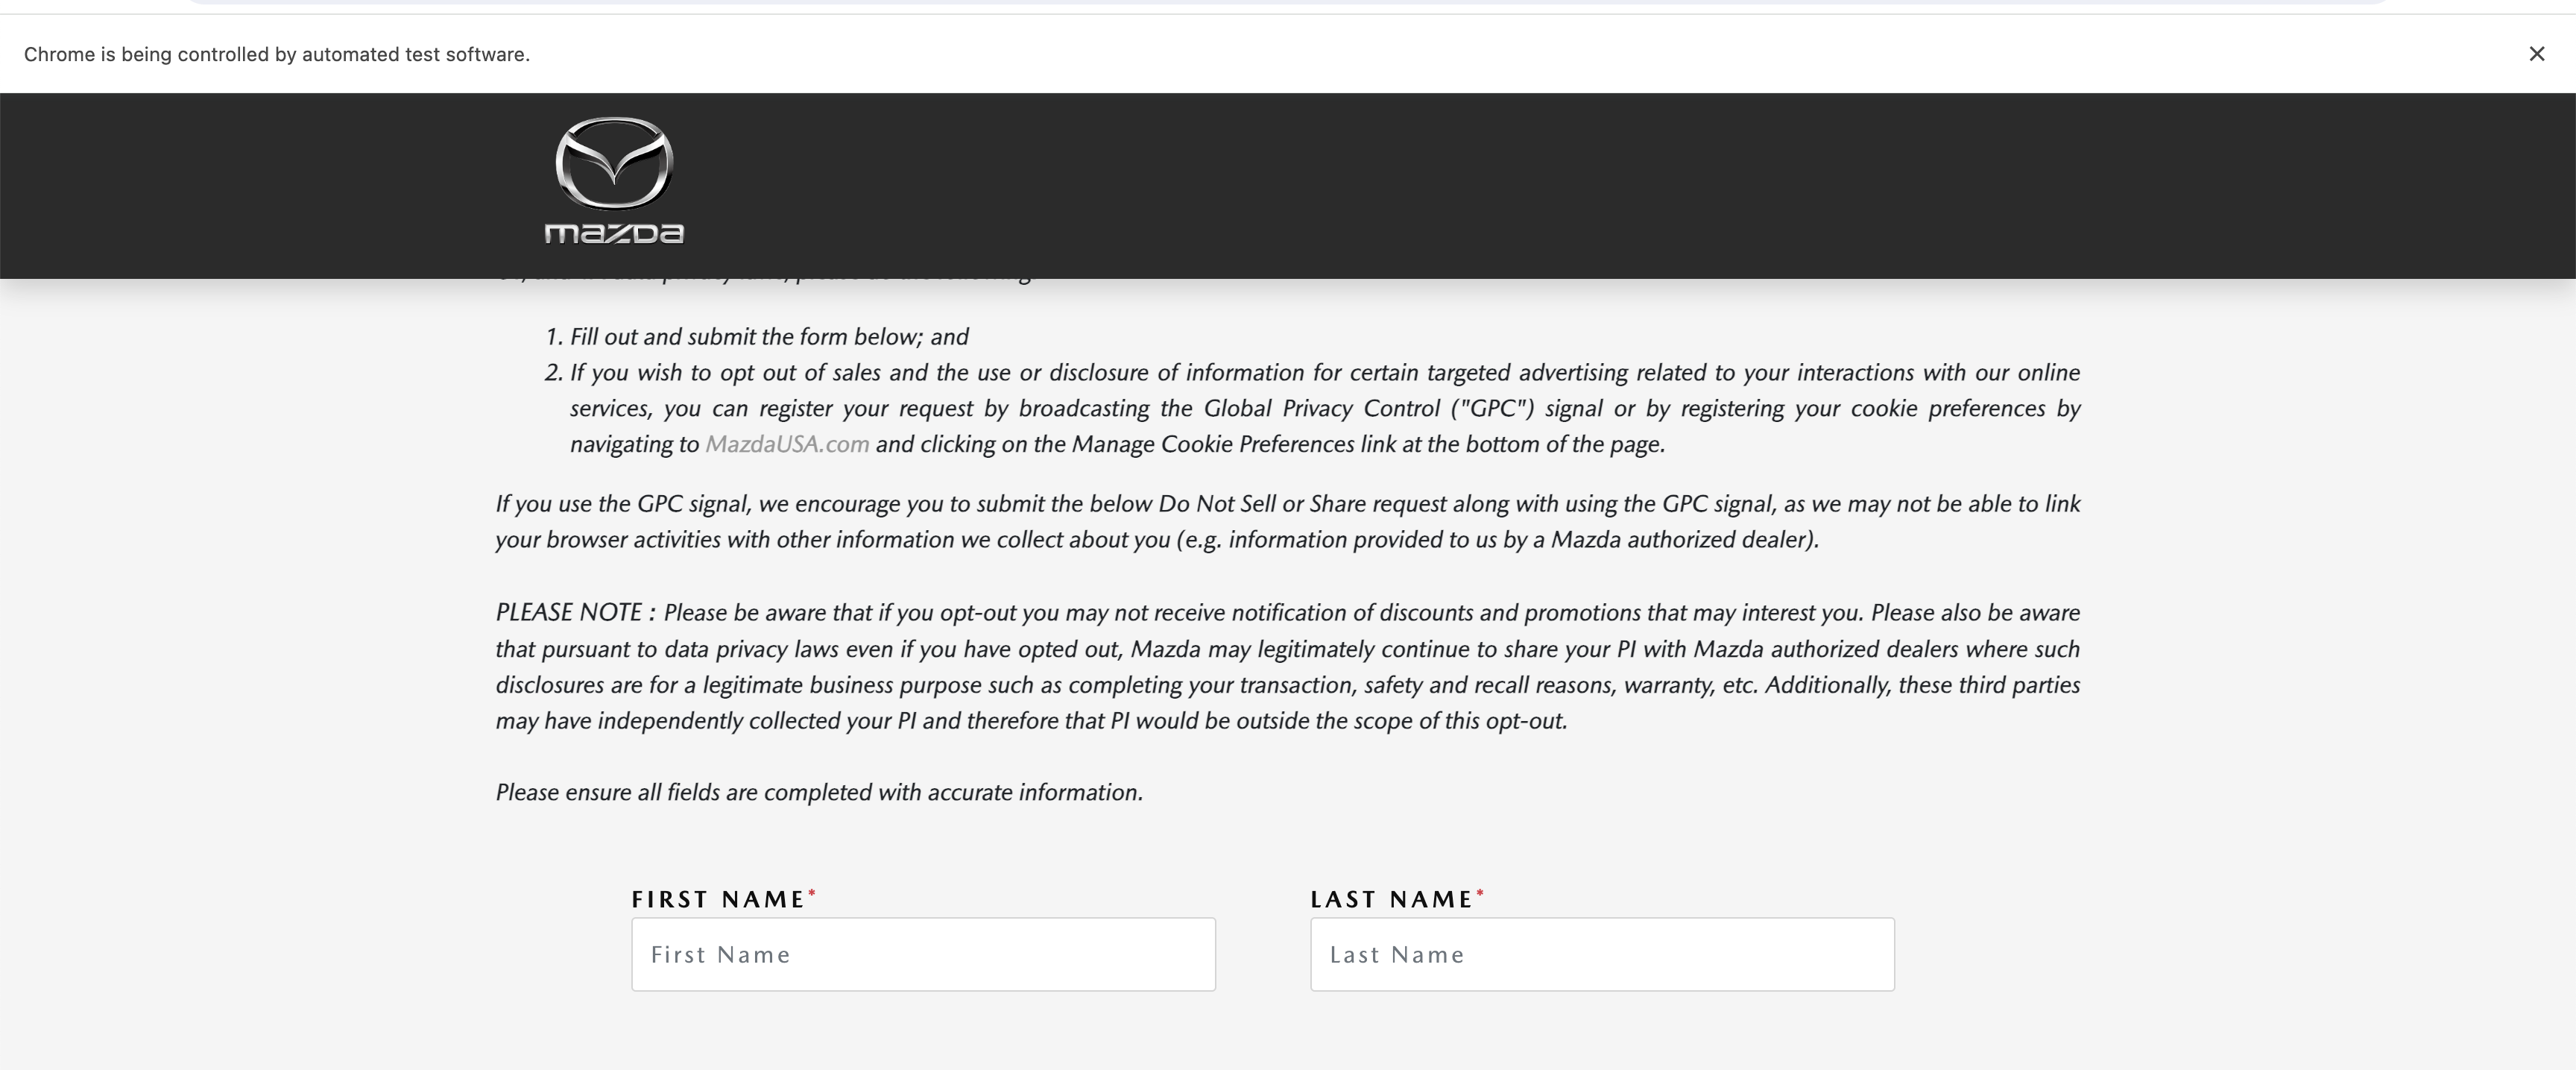 Chrome is being controlled by automated test software.
mazda
1. Fill out and submit the form below; and
2. If you wish to opt out of sales and the use or disclosure of information for certain targeted advertising related to your interactions with our online
services, you can register your request by broadcasting the Global Privacy Control ("GPC") signal or by registering your cookie preferences by
navigating to MazdaUSA.com and clicking on the Manage Cookie Preferences link at the bottom of the page.
If you use the GPC signal, we encourage you to submit the below Do Not Sell or Share request along with using the GPC signal, as we may not be able to link
your browser activities with other information we collect about you (e.g. information provided to us by a Mazda authorized dealer).
PLEASE NOTE : Please be aware that if you opt-out you may not receive notification of discounts and promotions that may interest you. Please also be aware
that pursuant to data privacy laws even if you have opted out, Mazda may legitimately continue to share your PI with Mazda authorized dealers where such
disclosures are for a legitimate business purpose such as completing your transaction, safety and recall reasons, warranty, etc. Additionally, these third parties
may have independently collected your PI and therefore that PI would be outside the scope of this opt-out.
Please ensure all fields are completed with accurate information.
FIRST NAME* LAST NAME*
First Name Last Name